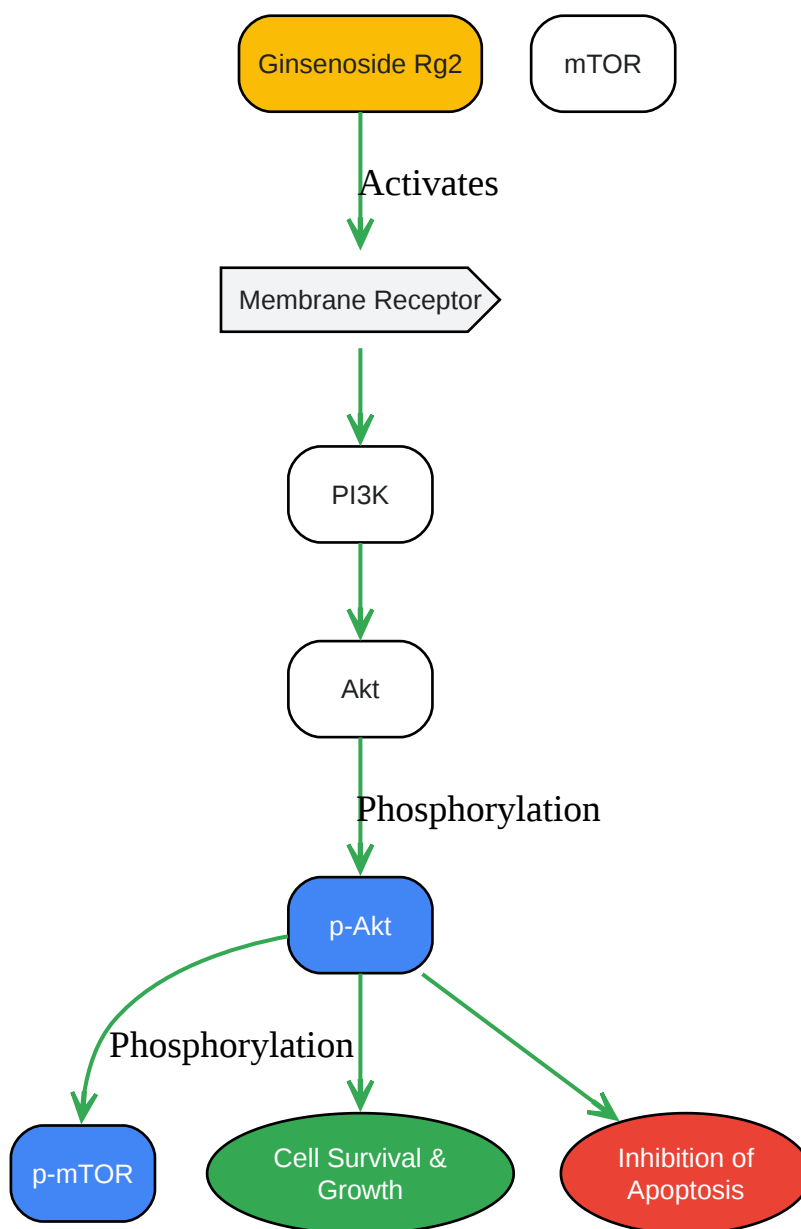 Ginsenoside Rg2
mTOR
Activates
Membrane Receptor
PI3K
Akt
Phosphorylation
p-Akt
Phosphorylation
p-mTOR
Cell Survival &
Growth
Inhibition of
Apoptosis